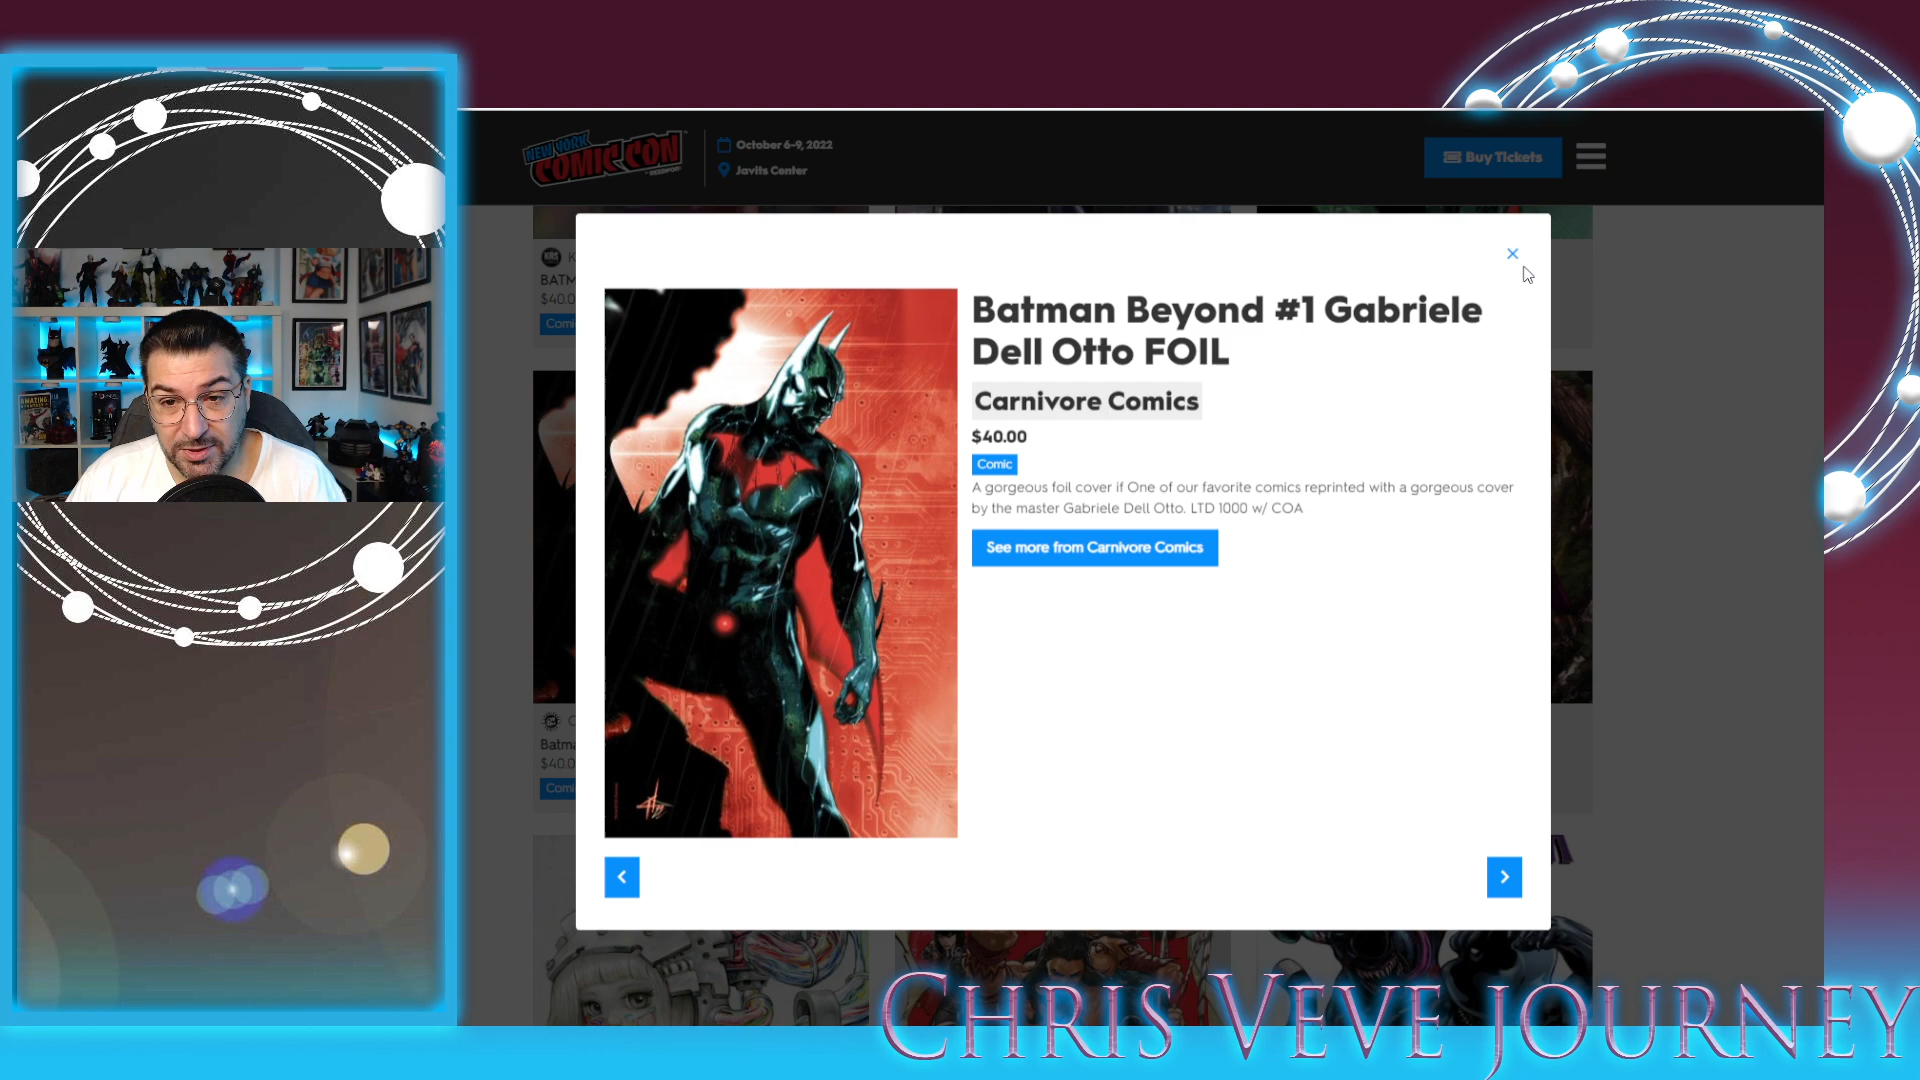 NEW YORK
COMIC CON
October 6-9, 2022
Javits Center
Buy Tickets
K
BATM
$40.0
Comi
Batman Beyond #1 Gabriele
Dell Otto FOIL
Carnivore Comics
$40.00
Comic
A gorgeous foil cover if One of our favorite comics reprinted with a gorgeous cover
by the master Gabriele Dell Otto. LTD 1000 w/ COA
See more from Carnivore Comics
C
Batma
$40.0
Comi
AMAZING
CHRIS VEVE JOURNEY